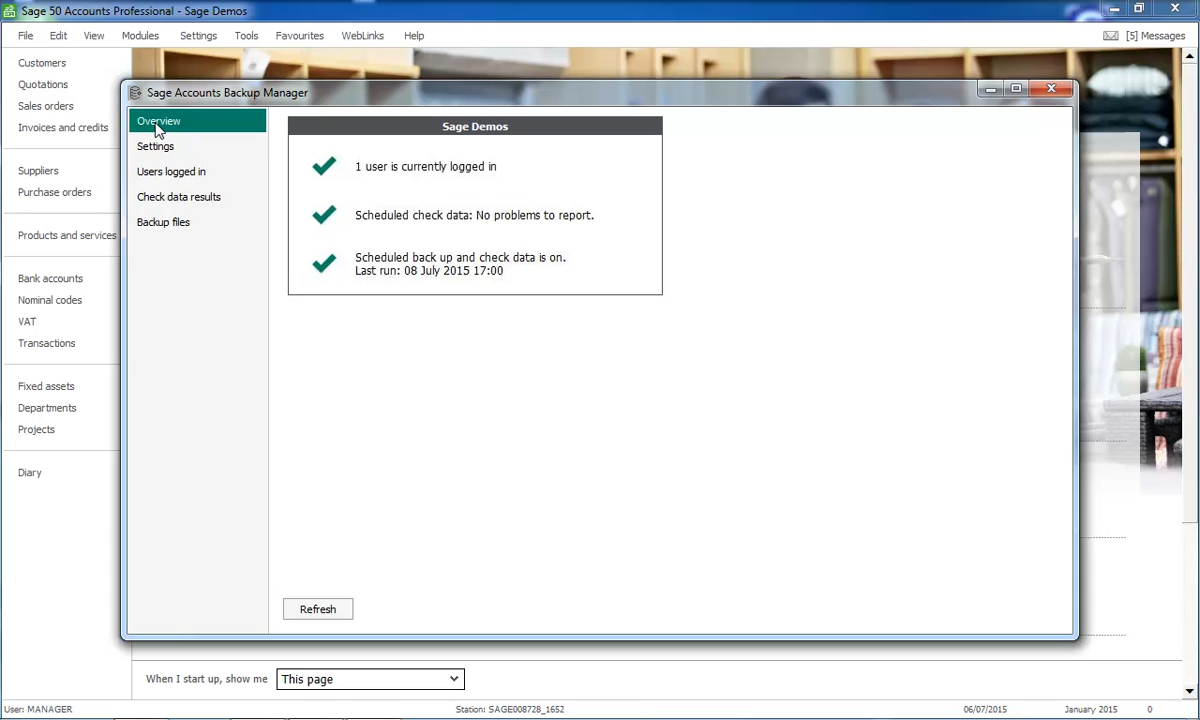 Sage 50 Accounts Professional - Sage Demos
File Edit View Modules Settings Tools Favourites WebLinks Help [5] Messages
Customers
Quotations
Sales orders
Invoices and credits
Suppliers
Purchase orders
Products and services
Bank accounts
Nominal codes
VAT
Transactions
Fixed assets
Departments
Projects
Diary
Sage Accounts Backup Manager
Overview
Settings
Users logged in
Check data results
Backup files
Sage Demos
1 user is currently logged in
Scheduled check data: No problems to report.
Scheduled back up and check data is on.
Last run: 08 July 2015 17:00
Refresh
When I start up, show me This page
User: MANAGER Station: SAGE008728_1652 06/07/2015 January 2015 0